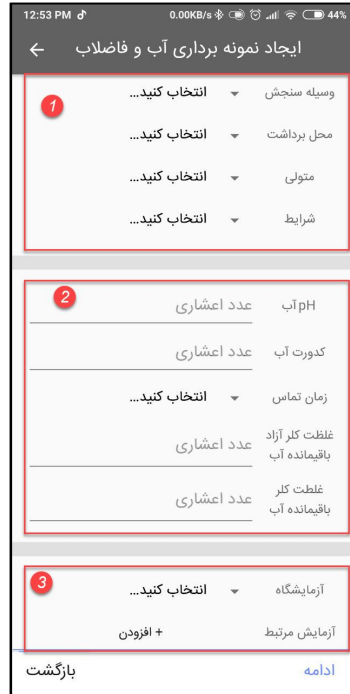 12:53 PM 0.00KB/s 44%
ایجاد نمونه برداری آب و فاضلاب
1
وسیله سنجش انتخاب کنید...
محل برداشت انتخاب کنید...
متولی انتخاب کنید...
شرایط انتخاب کنید...
2
pH آب عدد اعشاری
کدورت آب عدد اعشاری
زمان تماس انتخاب کنید...
غلظت کلر آزاد
باقیمانده آب عدد اعشاری
غلطت کلر
باقیمانده آب عدد اعشاری
3
آزمایشگاه انتخاب کنید...
آزمایش مرتبط + افزودن
ادامه بازگشت